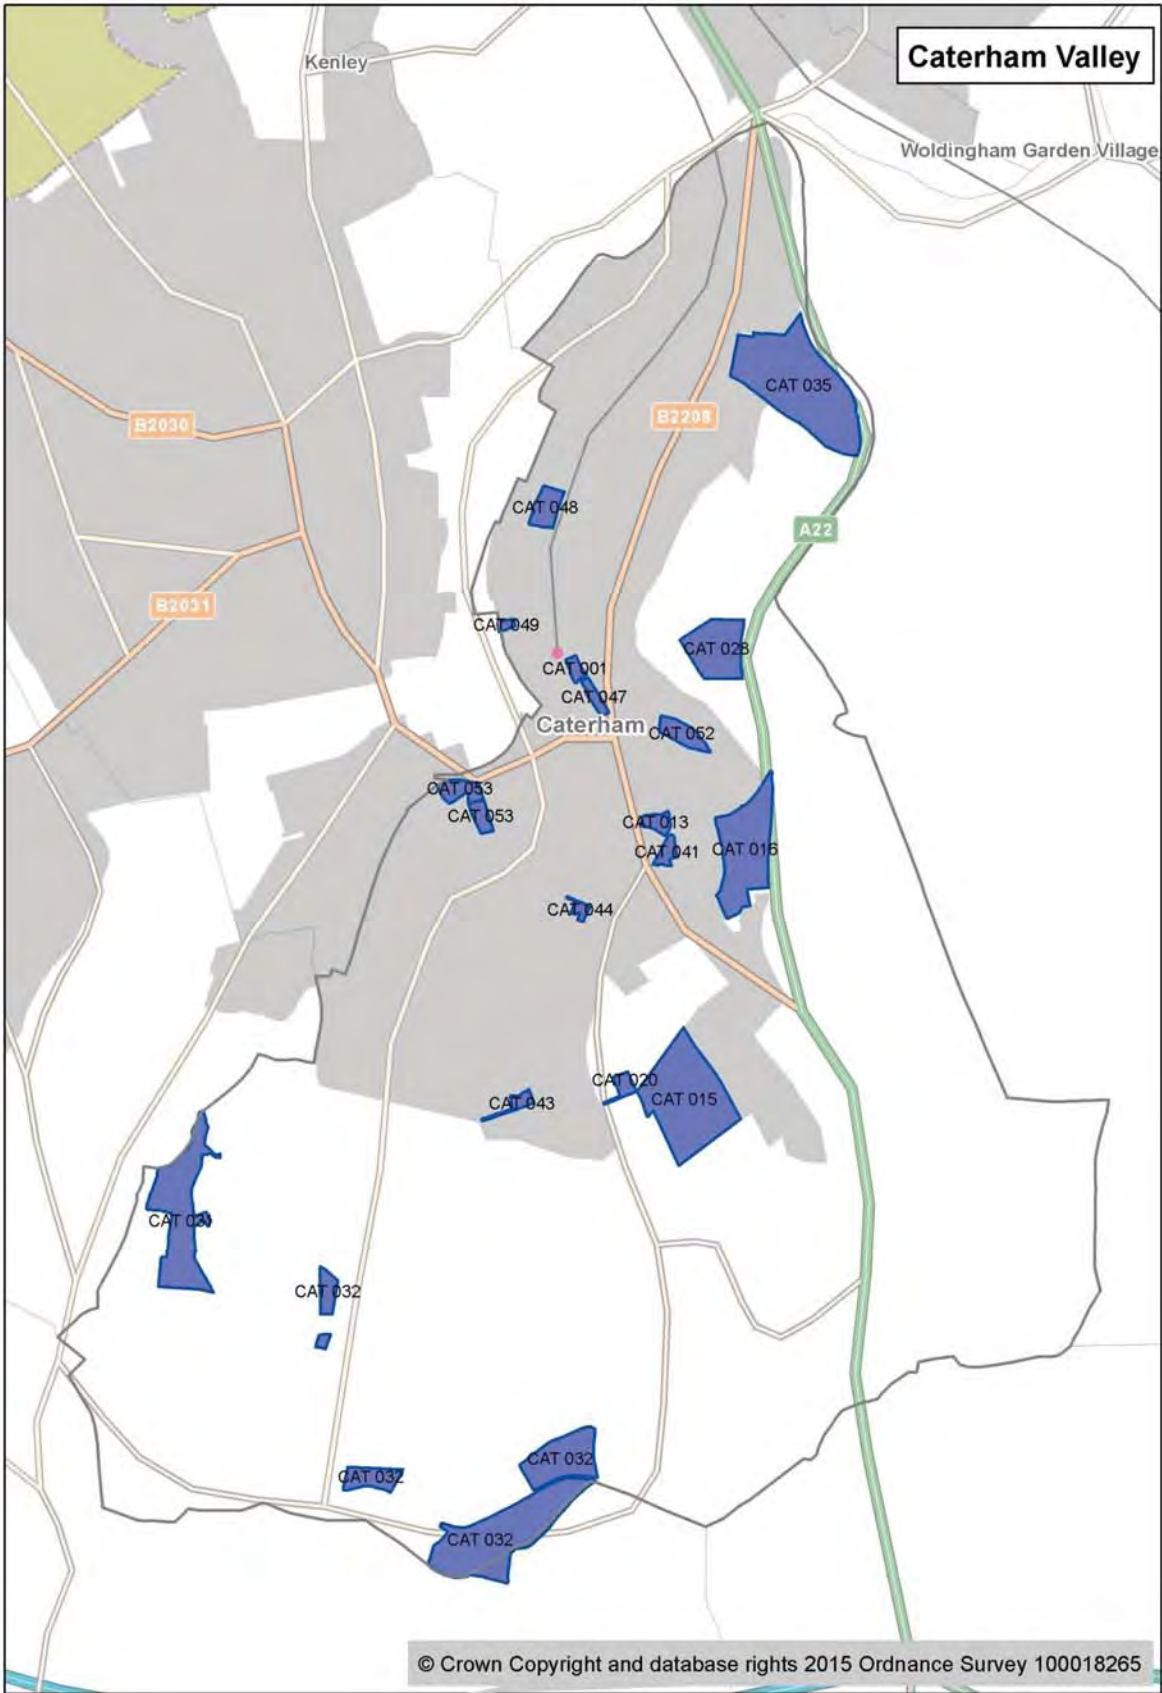 Caterham Valley
Kenley
Woldingham Garden Village
CAT 035
B2208
B2030
CAT 048
A22
B2031
CAT 049
CAT 028
CAT 001
CAT 047
Caterham
CAT 052
CAT 053
CAT 053
CAT 013
CAT 041
CAT 016
CAT 044
CAT 020
CAT 015
CAT 043
CAT 032
CAT 032
CAT 032
CAT 032
© Crown Copyright and database rights 2015 Ordnance Survey 100018265